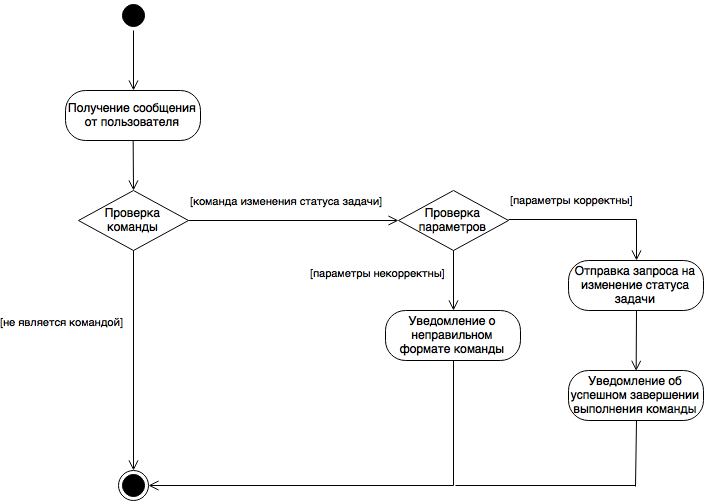 Получение сообщения
от пользователя
[команда изменения статуса задачи]
[параметры корректны]
Проверка
команды
Проверка
параметров
[параметры некорректны]
Отправка запроса на
изменение статуса
задачи
[не является командой]
Уведомление о
неправильном
формате команды
Уведомление об
успешном завершении
выполнения команды